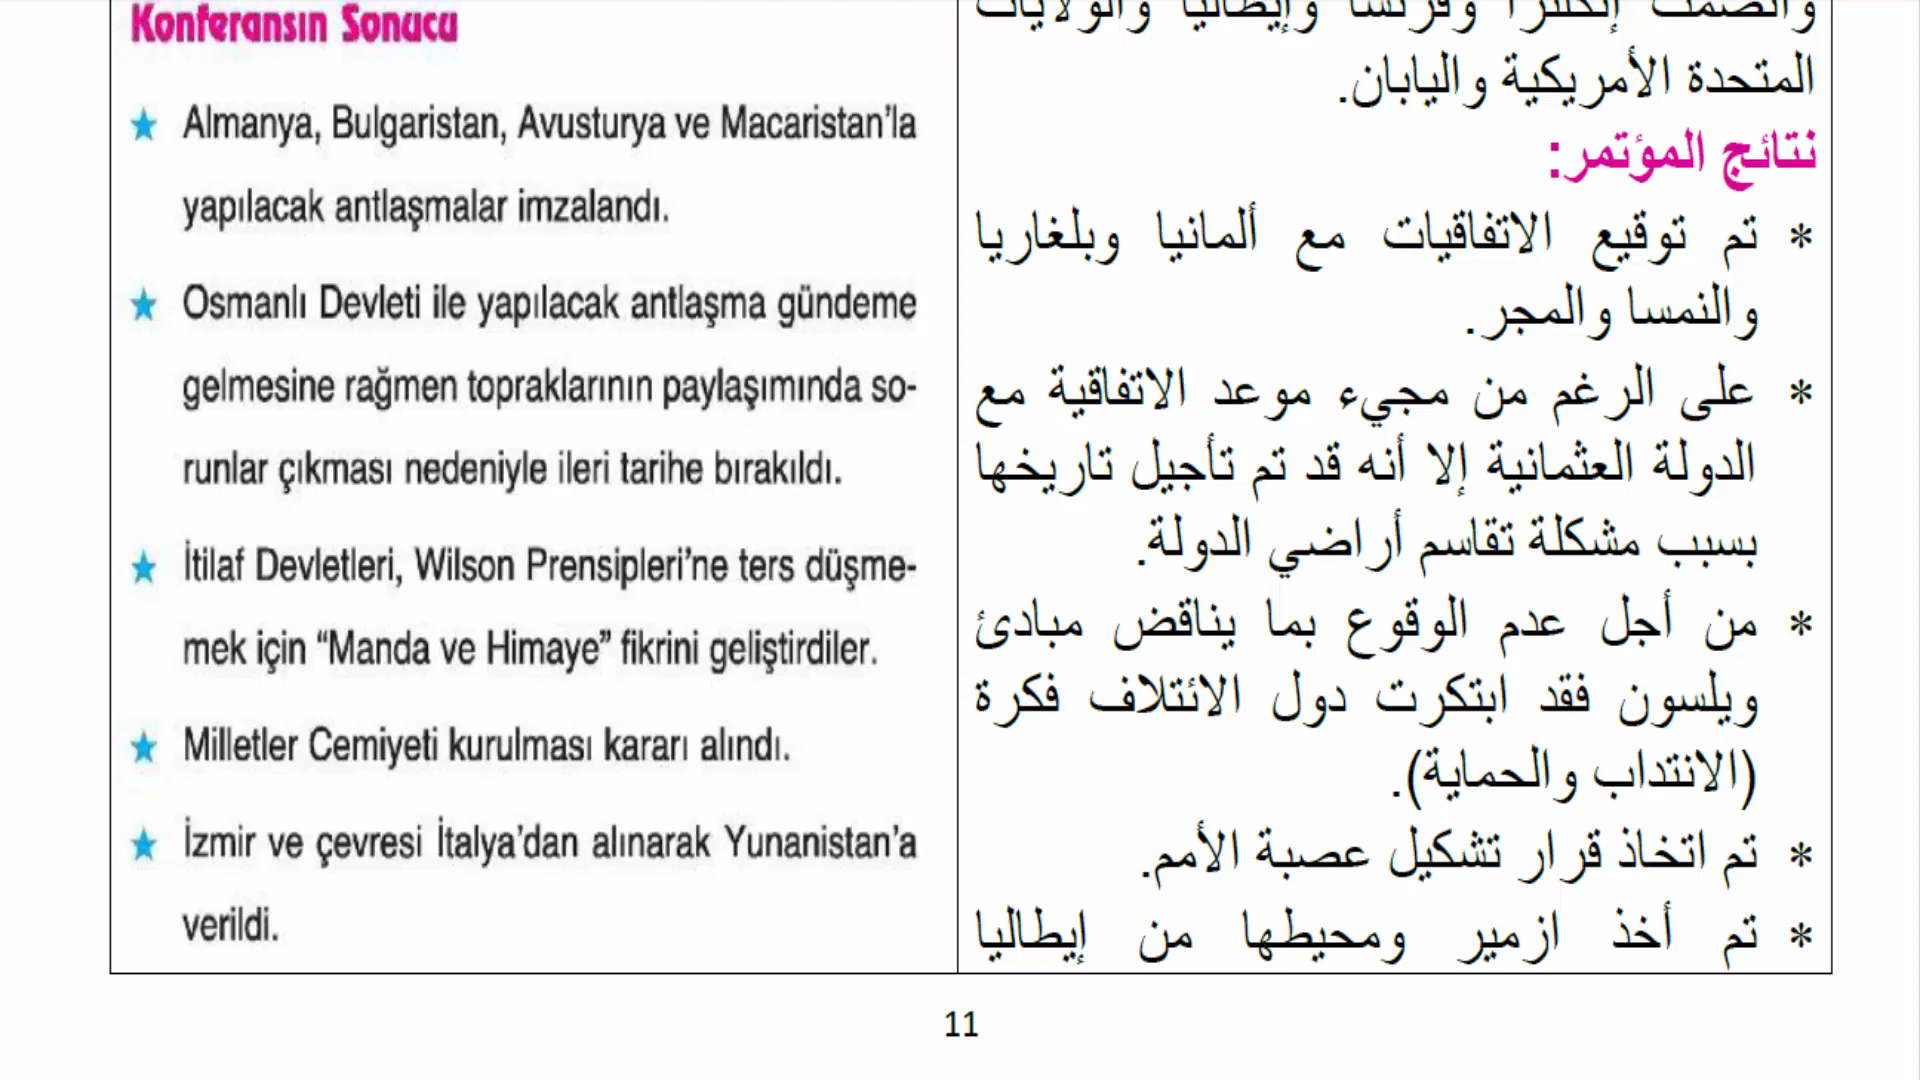 Konferansın Sonucu
★ Almanya, Bulgaristan, Avusturya ve Macaristan’la
yapılacak antlaşmalar imzalandı.
★ Osmanlı Devleti ile yapılacak antlaşma gündeme
gelmesine rağmen topraklarının paylaşımında so-
runlar çıkması nedeniyle ileri tarihe bırakıldı.
★ İtilaf Devletleri, Wilson Prensipleri’ne ters düşme-
mek için “Manda ve Himaye” fikrini geliştirdiler.
★ Milletler Cemiyeti kurulması kararı alındı.
★ İzmir ve çevresi İtalya’dan alınarak Yunanistan’a
verildi.
وانضمت إنكلترا وفرنسا وإيطاليا والولايات
المتحدة الأمريكية واليابان.
نتائج المؤتمر:
* تم توقيع الاتفاقيات مع ألمانيا وبلغاريا
والنمسا والمجر.
* على الرغم من مجيء موعد الاتفاقية مع
الدولة العثمانية إلا أنه قد تم تأجيل تاريخها
بسبب مشكلة تقاسم أراضي الدولة.
* من أجل عدم الوقوع بما يناقض مبادئ
ويلسون فقد ابتكرت دول الائتلاف فكرة
(الانتداب والحماية).
* تم اتخاذ قرار تشكيل عصبة الأمم.
* تم أخذ ازمير ومحيطها من إيطاليا
11